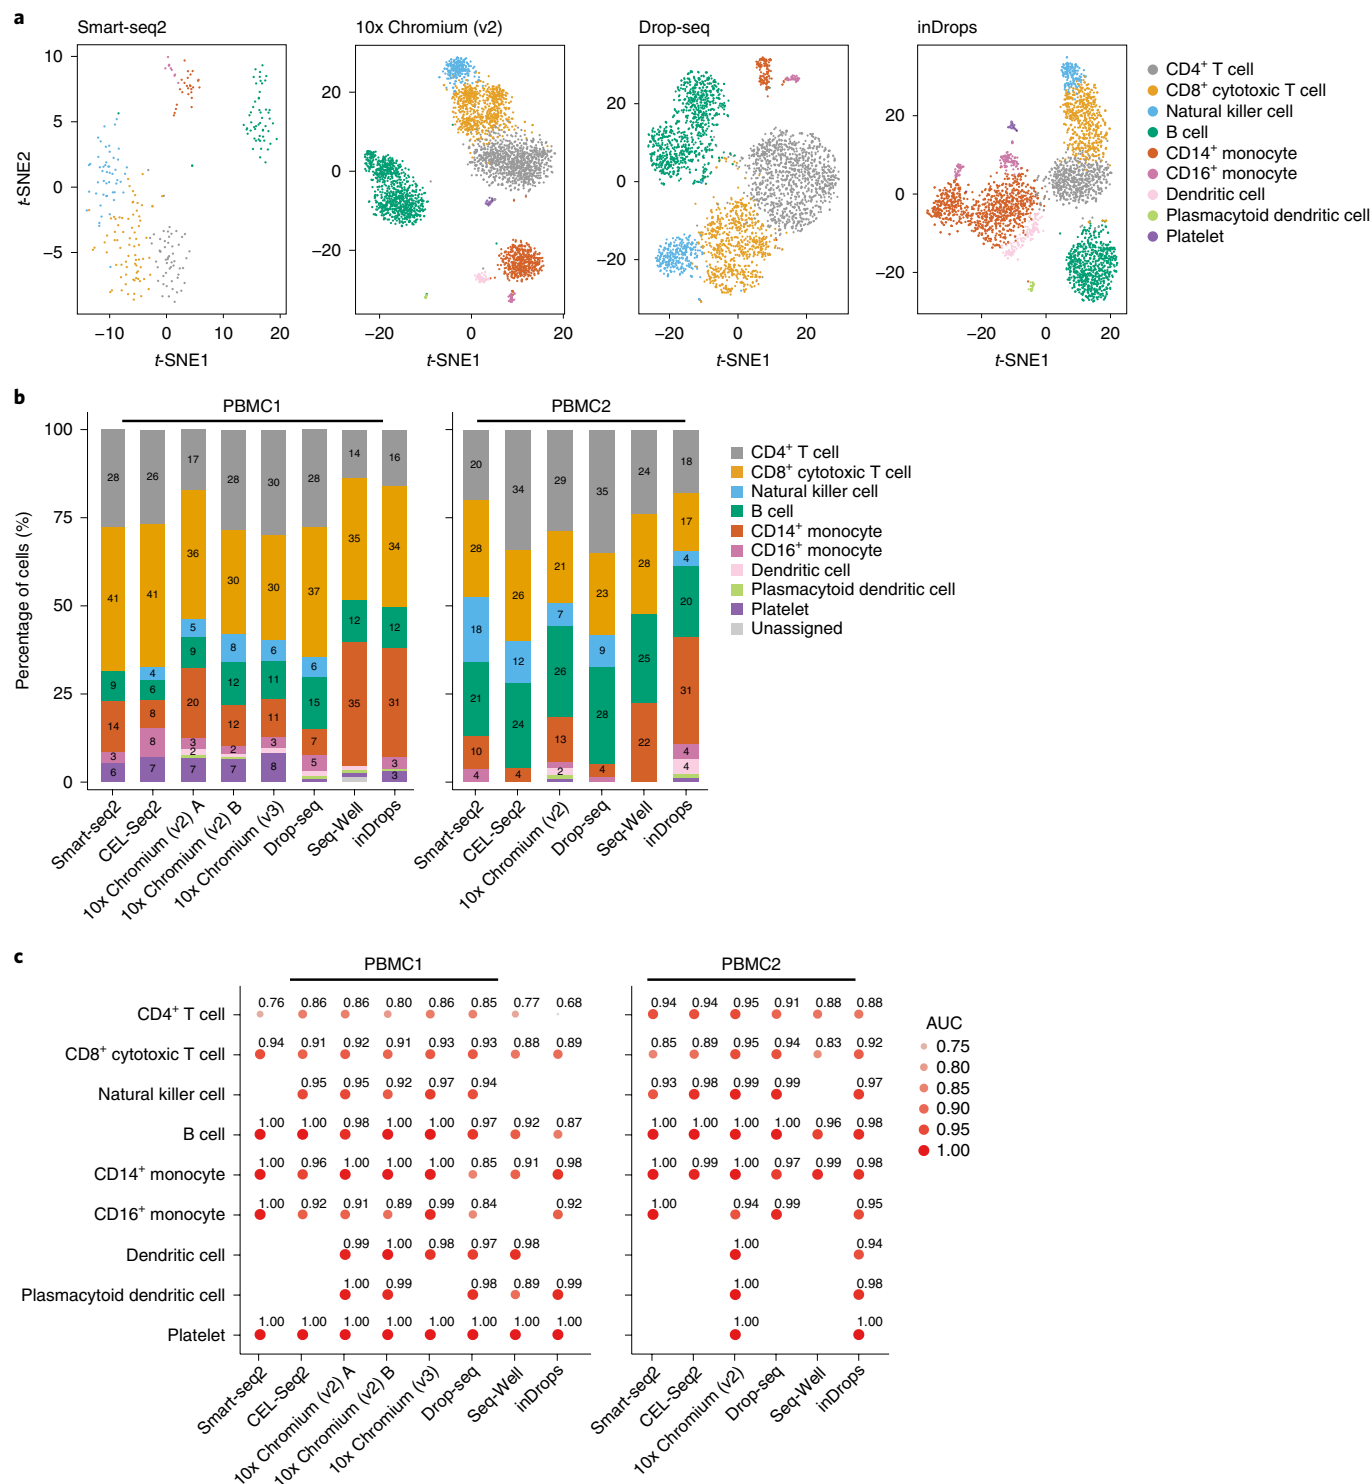 a
Smart-seq2
10x Chromium (v2)
Drop-seq
inDrops
10
5
0
−5
−10
0
10
20
t-SNE2
t-SNE1
20
0
−20
−20
0
20
t-SNE1
20
0
−20
−20
0
20
t-SNE1
20
0
−20
−20
0
20
t-SNE1
CD4+ T cell
CD8+ cytotoxic T cell
Natural killer cell
B cell
CD14+ monocyte
CD16+ monocyte
Dendritic cell
Plasmacytoid dendritic cell
Platelet
b
PBMC1
PBMC2
Percentage of cells (%)
100
75
50
25
0
28 41 9 14 3 6
26 41 4 6 8 8 7
17 36 5 9 20 3 2 7
28 30 8 12 12 2 7
30 30 6 11 11 3 8
28 37 6 15 7 5
14 35 12 35
16 34 12 31 3 3
20 28 18 21 10 4
34 26 12 24 4
29 21 7 26 13 2
35 23 9 28 4
24 28 25 22
18 17 4 20 31 4 4
Smart-seq2
CEL-Seq2
10x Chromium (v2) A
10x Chromium (v2) B
10x Chromium (v3)
Drop-seq
Seq-Well
inDrops
Smart-seq2
CEL-Seq2
10x Chromium (v2)
Drop-seq
Seq-Well
inDrops
CD4+ T cell
CD8+ cytotoxic T cell
Natural killer cell
B cell
CD14+ monocyte
CD16+ monocyte
Dendritic cell
Plasmacytoid dendritic cell
Platelet
Unassigned
c
PBMC1
PBMC2
CD4+ T cell 0.76 0.86 0.86 0.80 0.86 0.85 0.77 0.68 0.94 0.94 0.95 0.91 0.88 0.88
CD8+ cytotoxic T cell 0.94 0.91 0.92 0.91 0.93 0.93 0.88 0.89 0.85 0.89 0.95 0.94 0.83 0.92
Natural killer cell 0.95 0.95 0.92 0.97 0.94 0.93 0.98 0.99 0.99 0.97
B cell 1.00 1.00 0.98 1.00 1.00 0.97 0.92 0.87 1.00 1.00 1.00 1.00 0.96 0.98
CD14+ monocyte 1.00 0.96 1.00 1.00 1.00 0.85 0.91 0.98 1.00 0.99 1.00 0.97 0.99 0.98
CD16+ monocyte 1.00 0.92 0.91 0.89 0.99 0.84 0.92 1.00 0.94 0.99 0.95
Dendritic cell 0.99 1.00 0.98 0.97 0.98 1.00 0.94
Plasmacytoid dendritic cell 1.00 0.99 0.98 0.89 0.99 1.00 0.98
Platelet 1.00 1.00 1.00 1.00 1.00 1.00 1.00 1.00 1.00 1.00
Smart-seq2
CEL-Seq2
10x Chromium (v2) A
10x Chromium (v2) B
10x Chromium (v3)
Drop-seq
Seq-Well
inDrops
Smart-seq2
CEL-Seq2
10x Chromium (v2)
Drop-seq
Seq-Well
inDrops
AUC
0.75
0.80
0.85
0.90
0.95
1.00